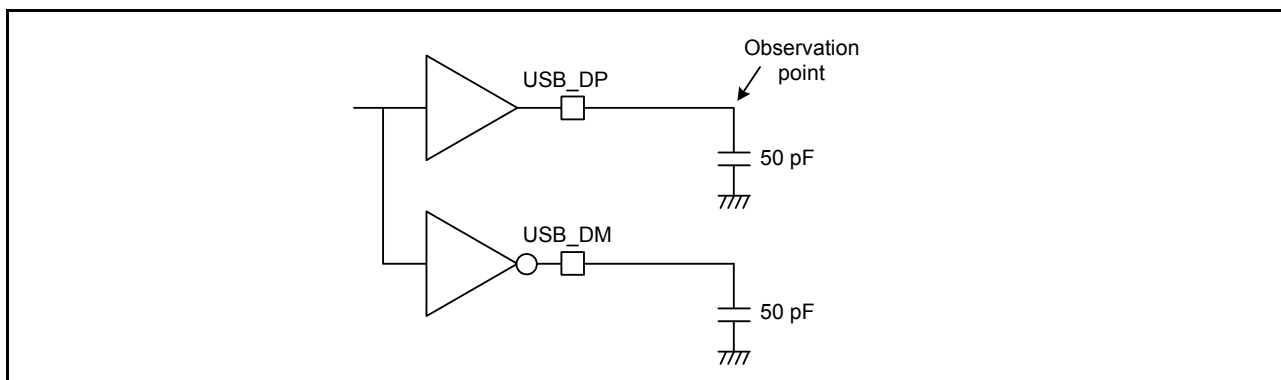 Observation
point
USB_DP
50 pF
USB_DM
50 pF